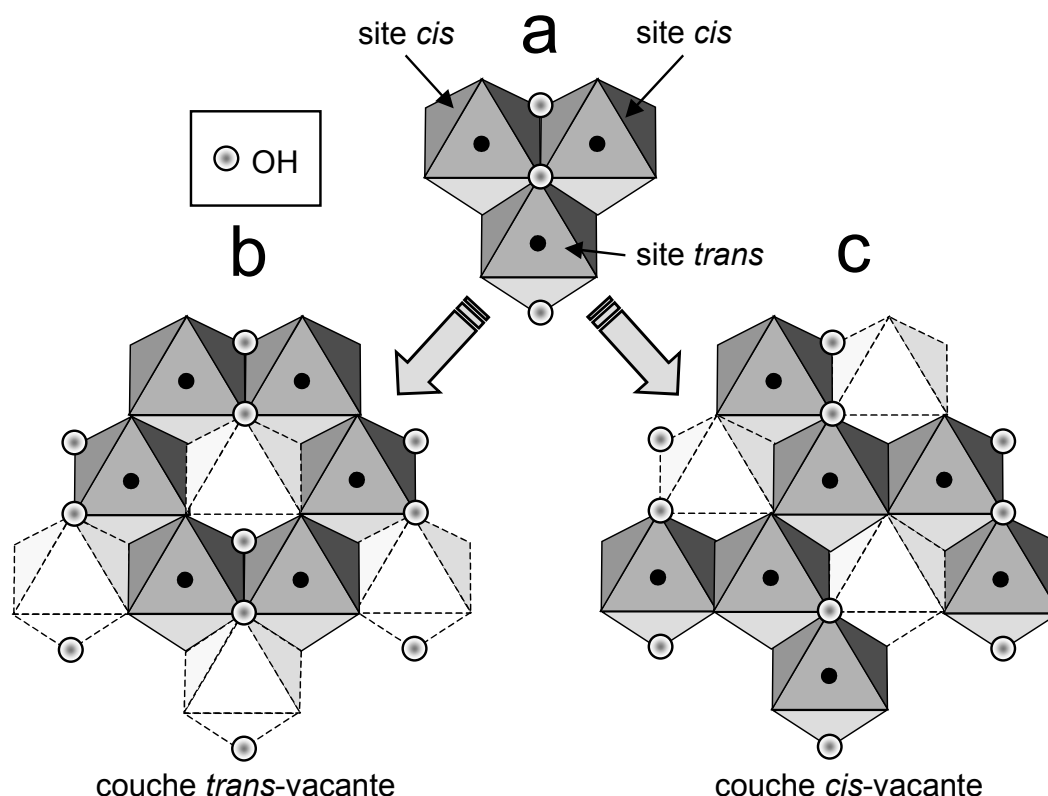 a
site cis
site cis
OH
site trans
b
c
couche trans-vacante
couche cis-vacante